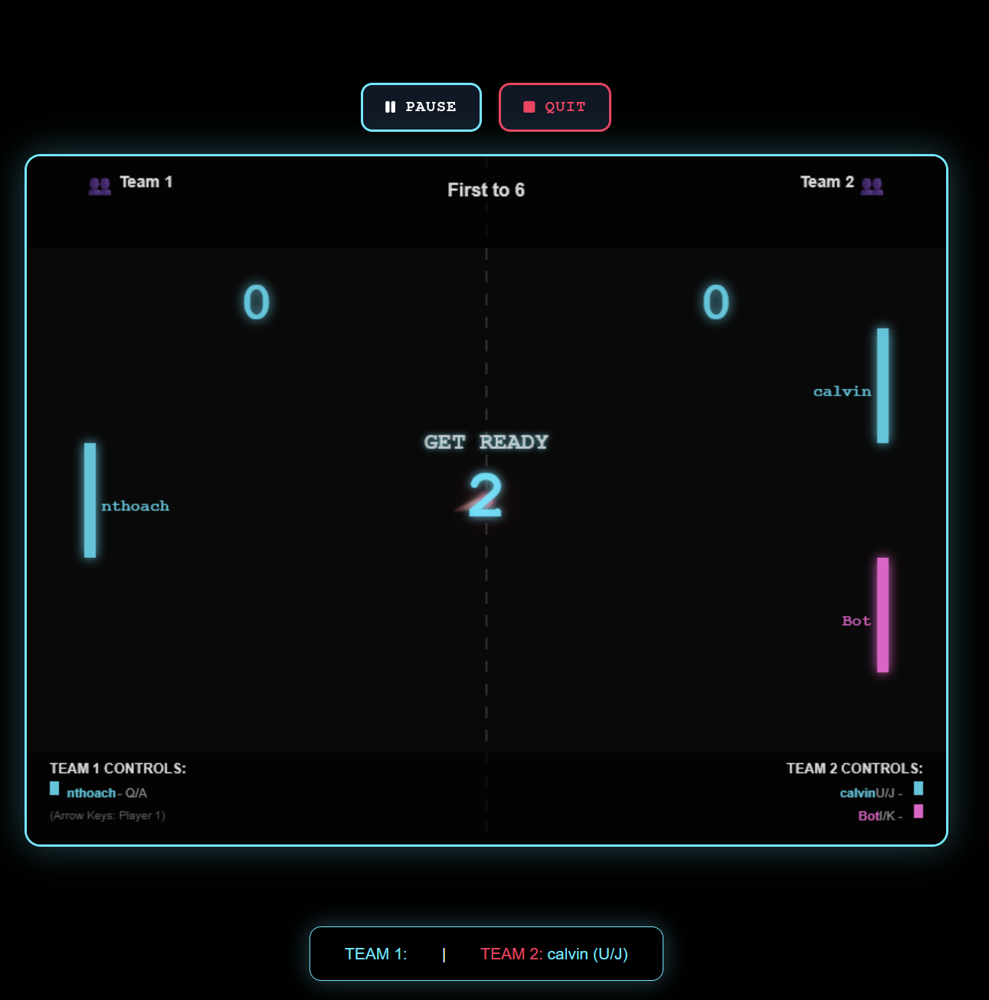 PAUSE QUIT
Team 1 First to 6 Team 2
0 0
calvin
GET READY
2
nthoach
Bot
TEAM 1 CONTROLS:
nthoach - Q/A
(Arrow Keys: Player 1)
TEAM 2 CONTROLS:
calvinU/J -
BotI/K -
TEAM 1: | TEAM 2: calvin (U/J)